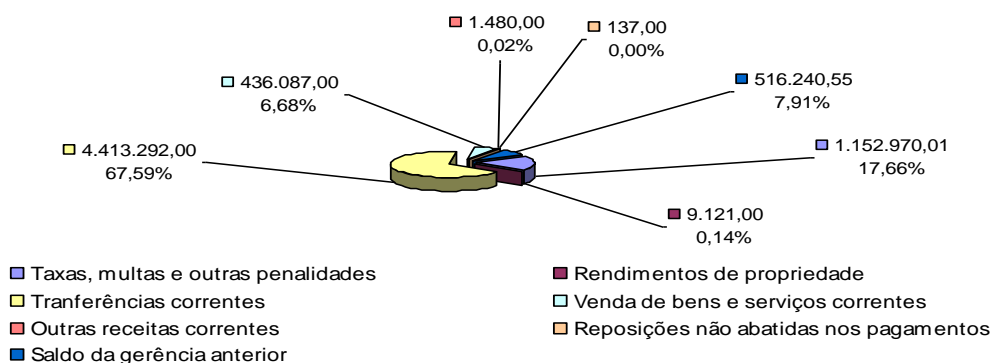 1.480,00
0,02%
137,00
0,00%
436.087,00
6,68%
516.240,55
7,91%
4.413.292,00
67,59%
1.152.970,01
17,66%
9.121,00
0,14%
Taxas, multas e outras penalidades
Rendimentos de propriedade
Tranferências correntes
Venda de bens e serviços correntes
Outras receitas correntes
Reposições não abatidas nos pagamentos
Saldo da gerência anterior